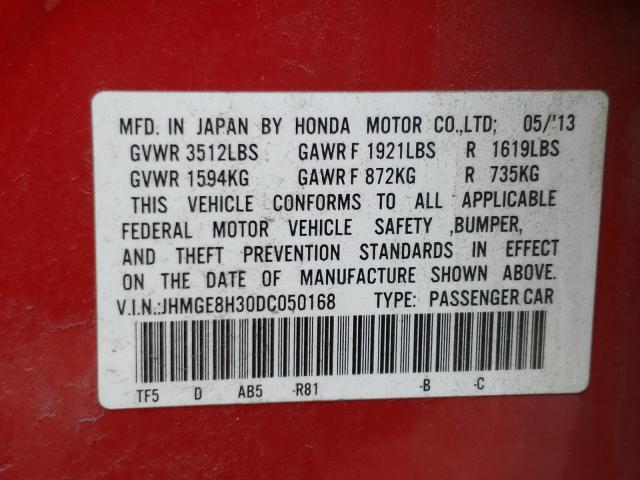 MFD. IN JAPAN BY HONDA MOTOR CO.,LTD; 05/'13
GVWR 3512LBS GAWR F 1921LBS R 1619LBS
GVWR 1594KG GAWR F 872KG R 735KG
THIS VEHICLE CONFORMS TO ALL APPLICABLE
FEDERAL MOTOR VEHICLE SAFETY ,BUMPER,
AND THEFT PREVENTION STANDARDS IN EFFECT
ON THE DATE OF MANUFACTURE SHOWN ABOVE.
V.I.N.:JHMGE8H30DC050168 TYPE: PASSENGER CAR
TF5 D AB5 -R81 -B -C